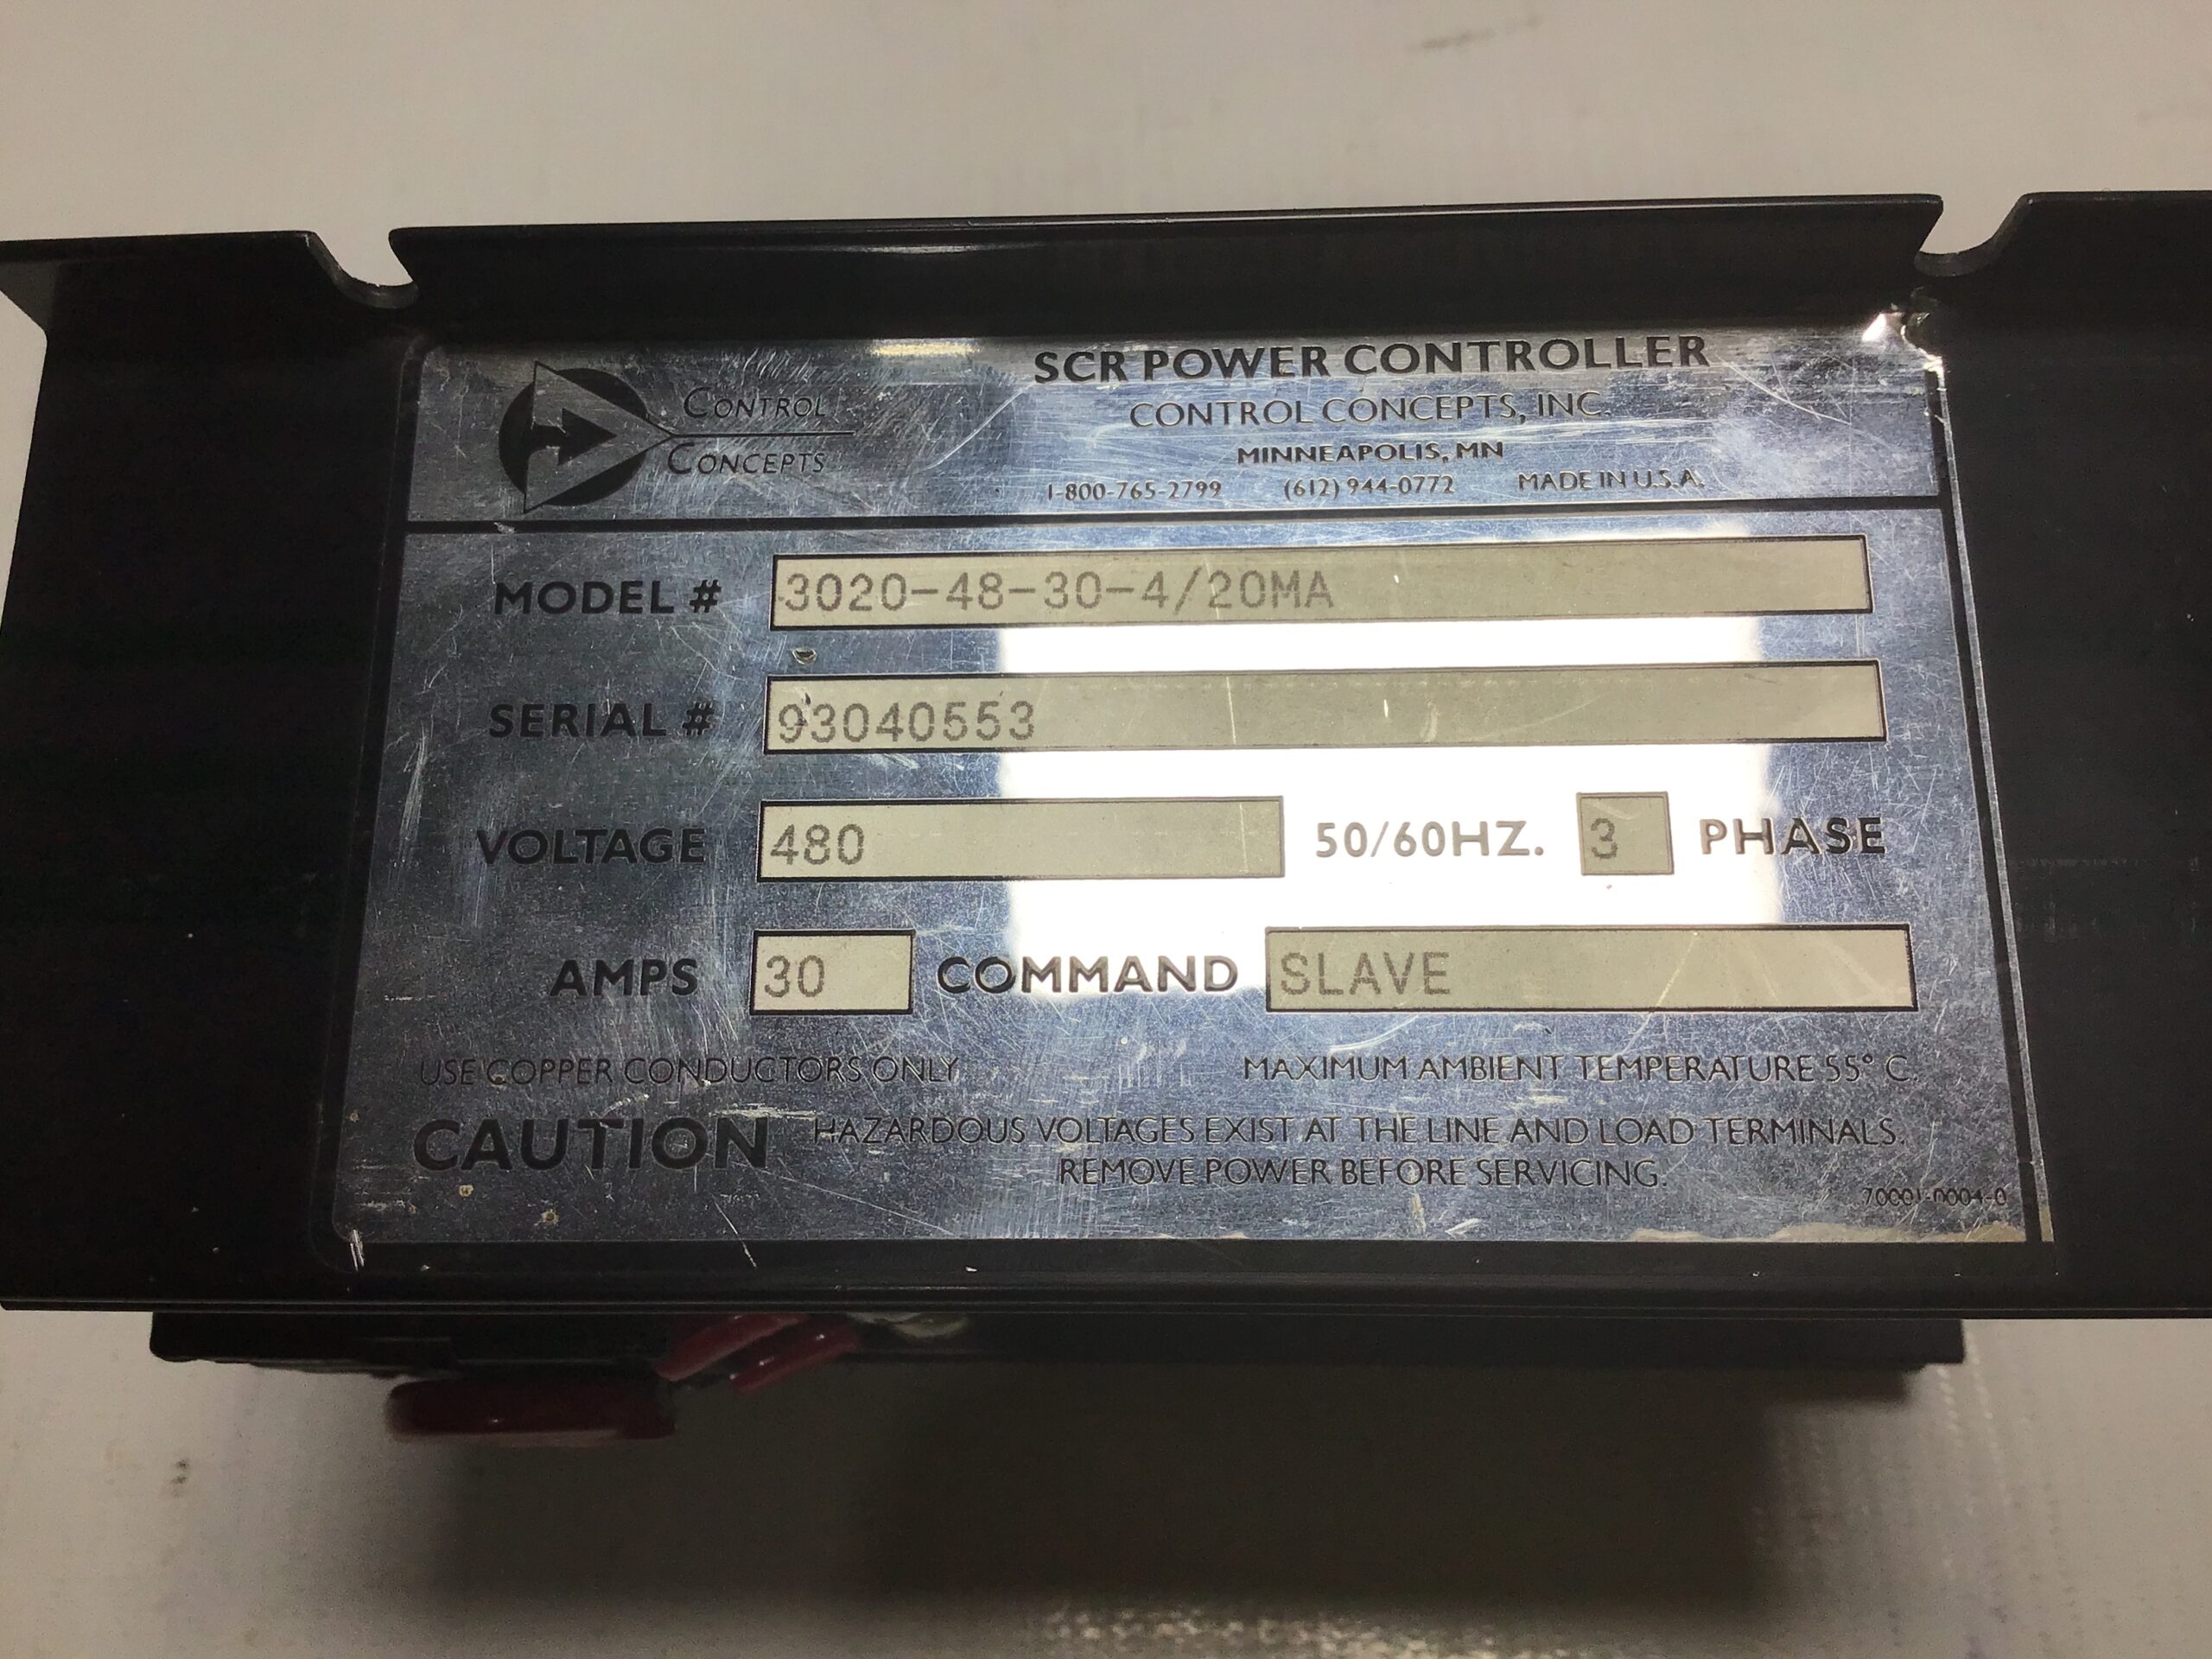 CONTROL
CONCEPTS
SCR POWER CONTROLLER
CONTROL CONCEPTS, INC.
MINNEAPOLIS, MN
1-800-765-2799 (612) 944-0772 MADE IN U.S.A.
MODEL # 3020-48-30-4/20MA
SERIAL # 93040553
VOLTAGE 480 50/60HZ. 3 PHASE
AMPS 30 COMMAND SLAVE
USE COPPER CONDUCTORS ONLY MAXIMUM AMBIENT TEMPERATURE 55° C.
CAUTION HAZARDOUS VOLTAGES EXIST AT THE LINE AND LOAD TERMINALS.
REMOVE POWER BEFORE SERVICING.
70001-0004-0